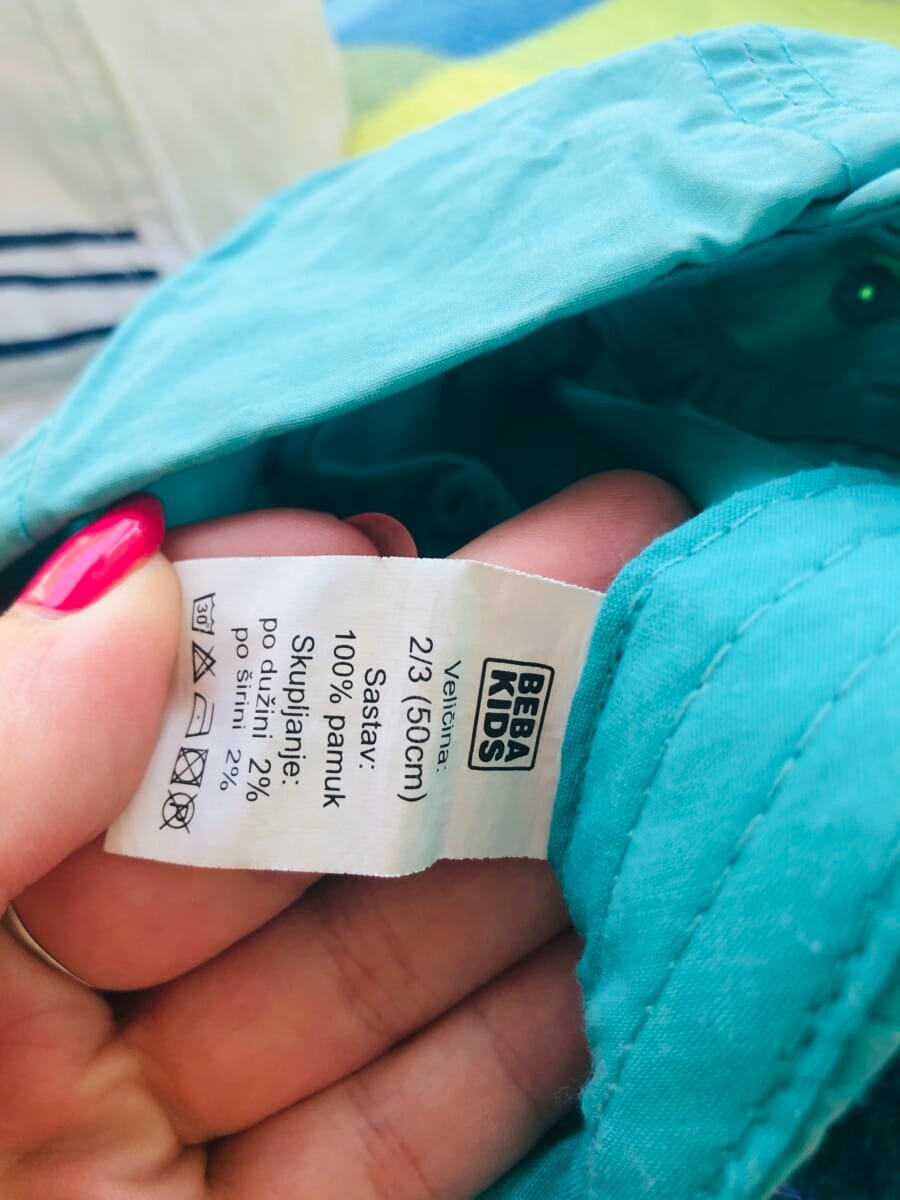 BEBA
KIDS
Veličina:
2/3 (50cm)
Sastav:
100% pamuk
Skupljanje:
po dužini 2%
po širini 2%
30°
P